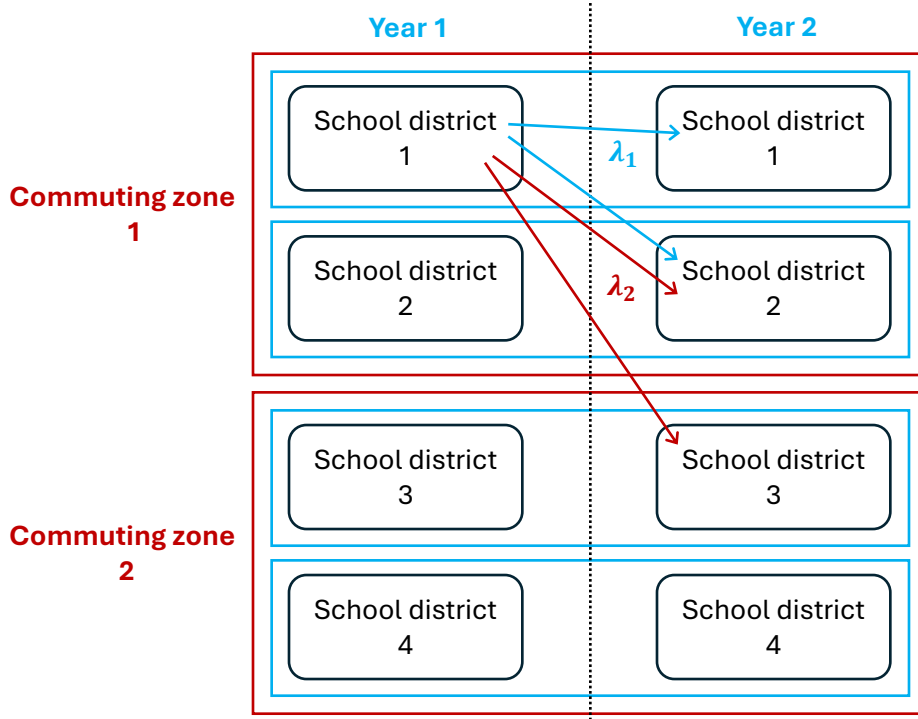 Year 1
Year 2
Commuting zone
1
School district
1
School district
1
λ₁
School district
2
School district
2
λ₂
Commuting zone
2
School district
3
School district
3
School district
4
School district
4